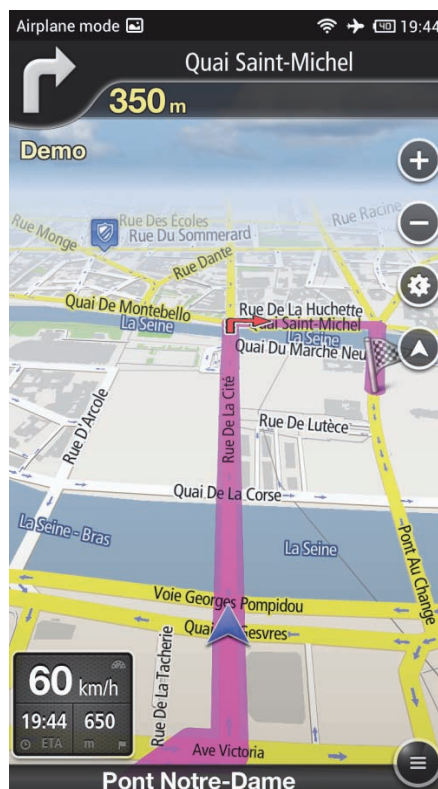 Airplane mode 40 19:44
Quai Saint-Michel
350 m
Demo
Rue Monge
Rue Des Écoles
Rue Du Sommerard
Rue Racine
Rue Dante
Quai De Montebello
Rue De La Huchette
La Seine
Quai Saint-Michel
La Seine
Quai Du Marche Neu
Rue D'Arcole
Rue De La Cité
Rue De Lutèce
Quai De La Corse
La Seine - Bras
La Seine
Pont Au Change
Voie Georges Pompidou
Quai Gesvres
60 km/h
19:44 650
ETA m
Rue De La Tacherie
Ave Victoria
Pont Notre-Dame